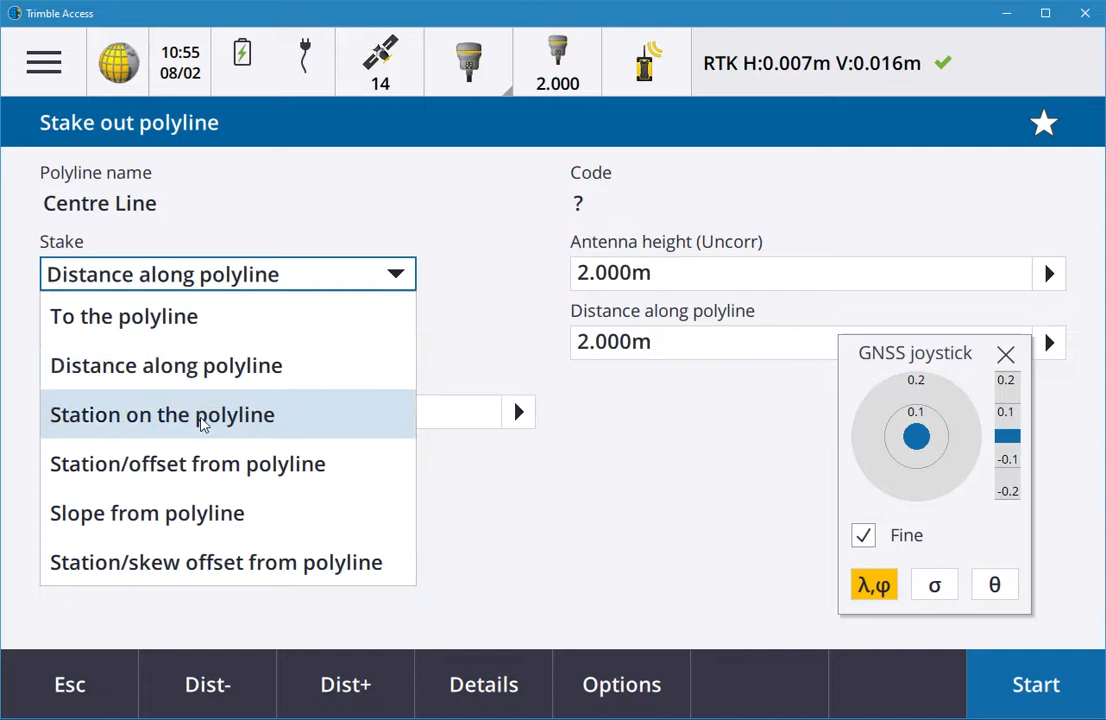 Trimble Access
10:55
08/02
14
2.000
RTK H:0.007m V:0.016m
Stake out polyline
Polyline name
Centre Line
Code
?
Stake
Distance along polyline
To the polyline
Distance along polyline
Station on the polyline
Station/offset from polyline
Slope from polyline
Station/skew offset from polyline
Antenna height (Uncorr)
2.000m
Distance along polyline
2.000m
GNSS joystick
0.2
0.1
0.2
0.1
-0.1
-0.2
Fine
λ,φ
σ
θ
Esc
Dist-
Dist+
Details
Options
Start